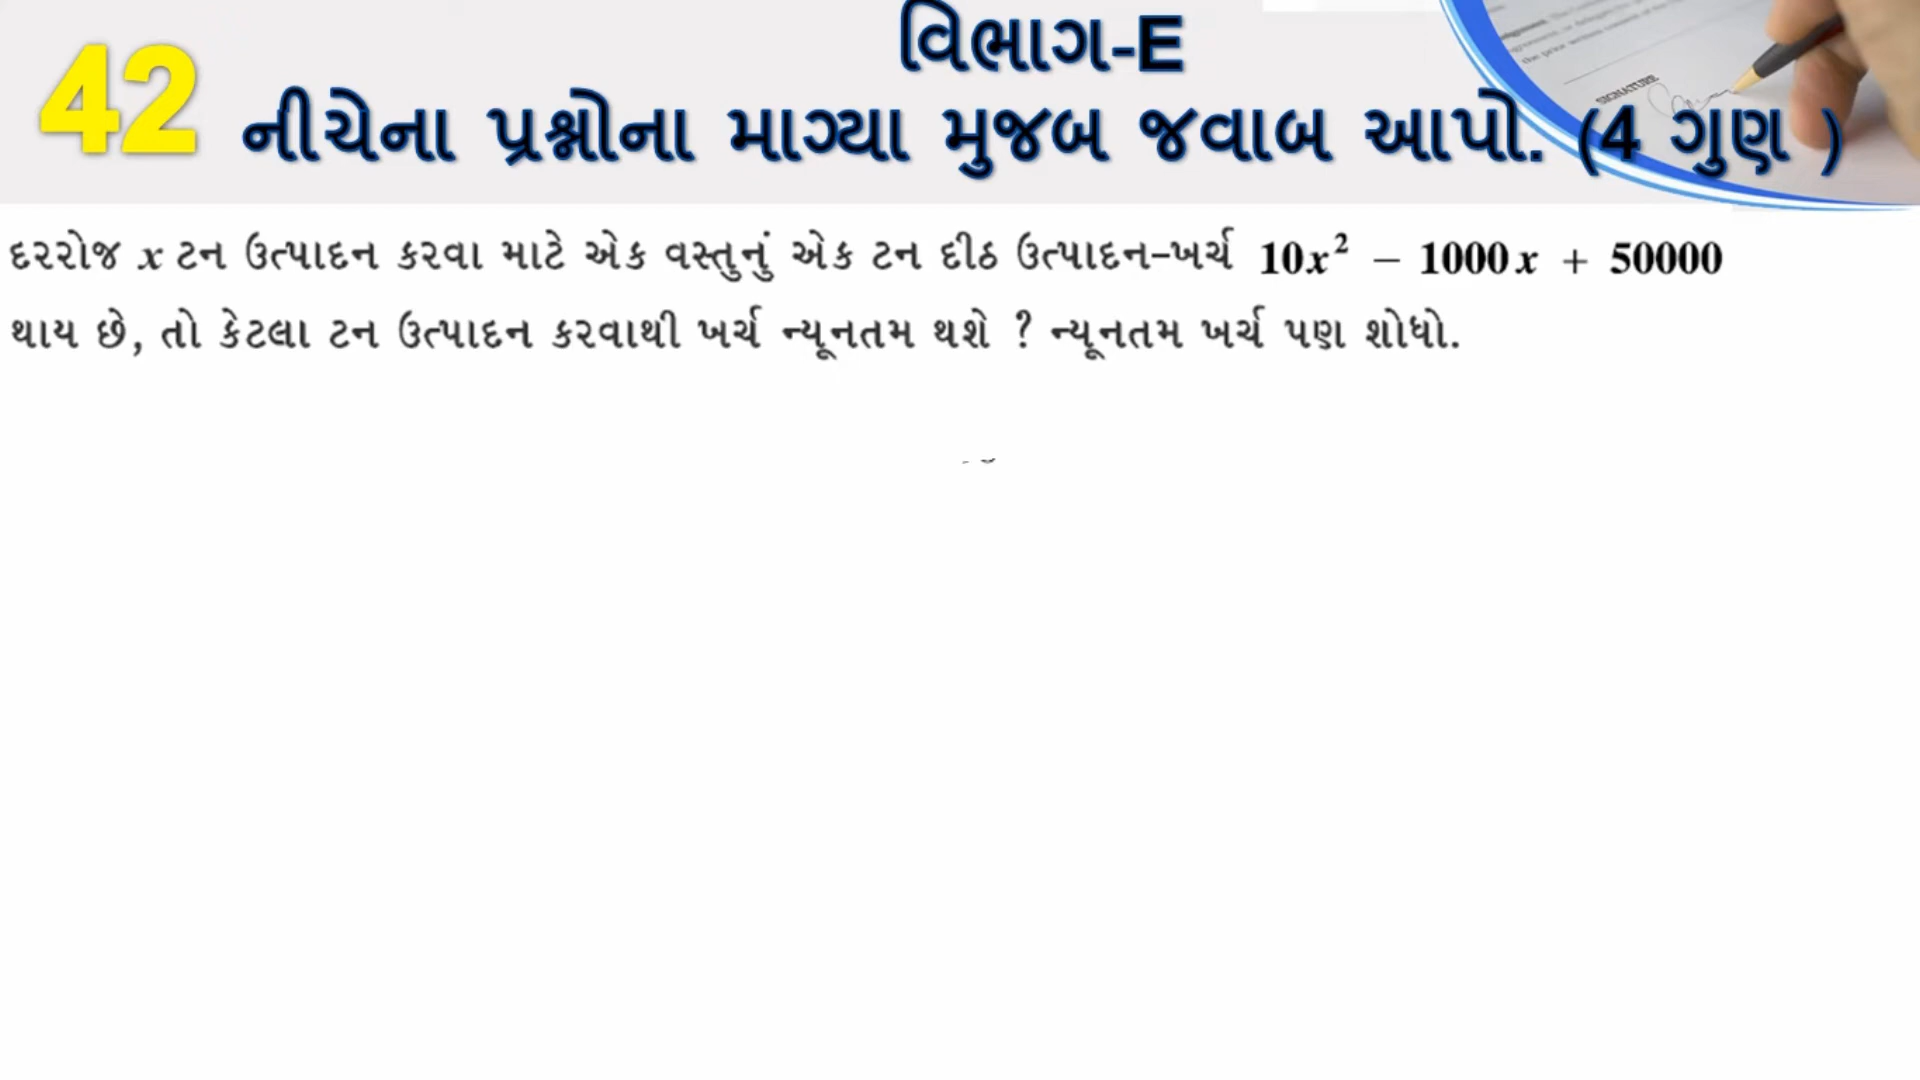 વિભાગ-E
42
નીચેના પ્રશ્નોના માગ્યા મુજબ જવાબ આપો. (4 ગુણ )
SIGNATURE
દરરોજ x ટન ઉત્પાદન કરવા માટે એક વસ્તુનું એક ટન દીઠ ઉત્પાદન-ખર્ચ 10x² − 1000x + 50000
થાય છે, તો કેટલા ટન ઉત્પાદન કરવાથી ખર્ચ ન્યૂનતમ થશે ? ન્યૂનતમ ખર્ચ પણ શોધો.